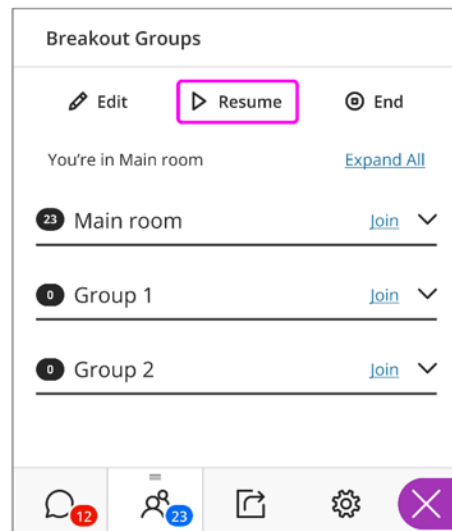 Breakout Groups
Edit Resume End
You're in Main room Expand All
23 Main room Join
0 Group 1 Join
0 Group 2 Join
12 23